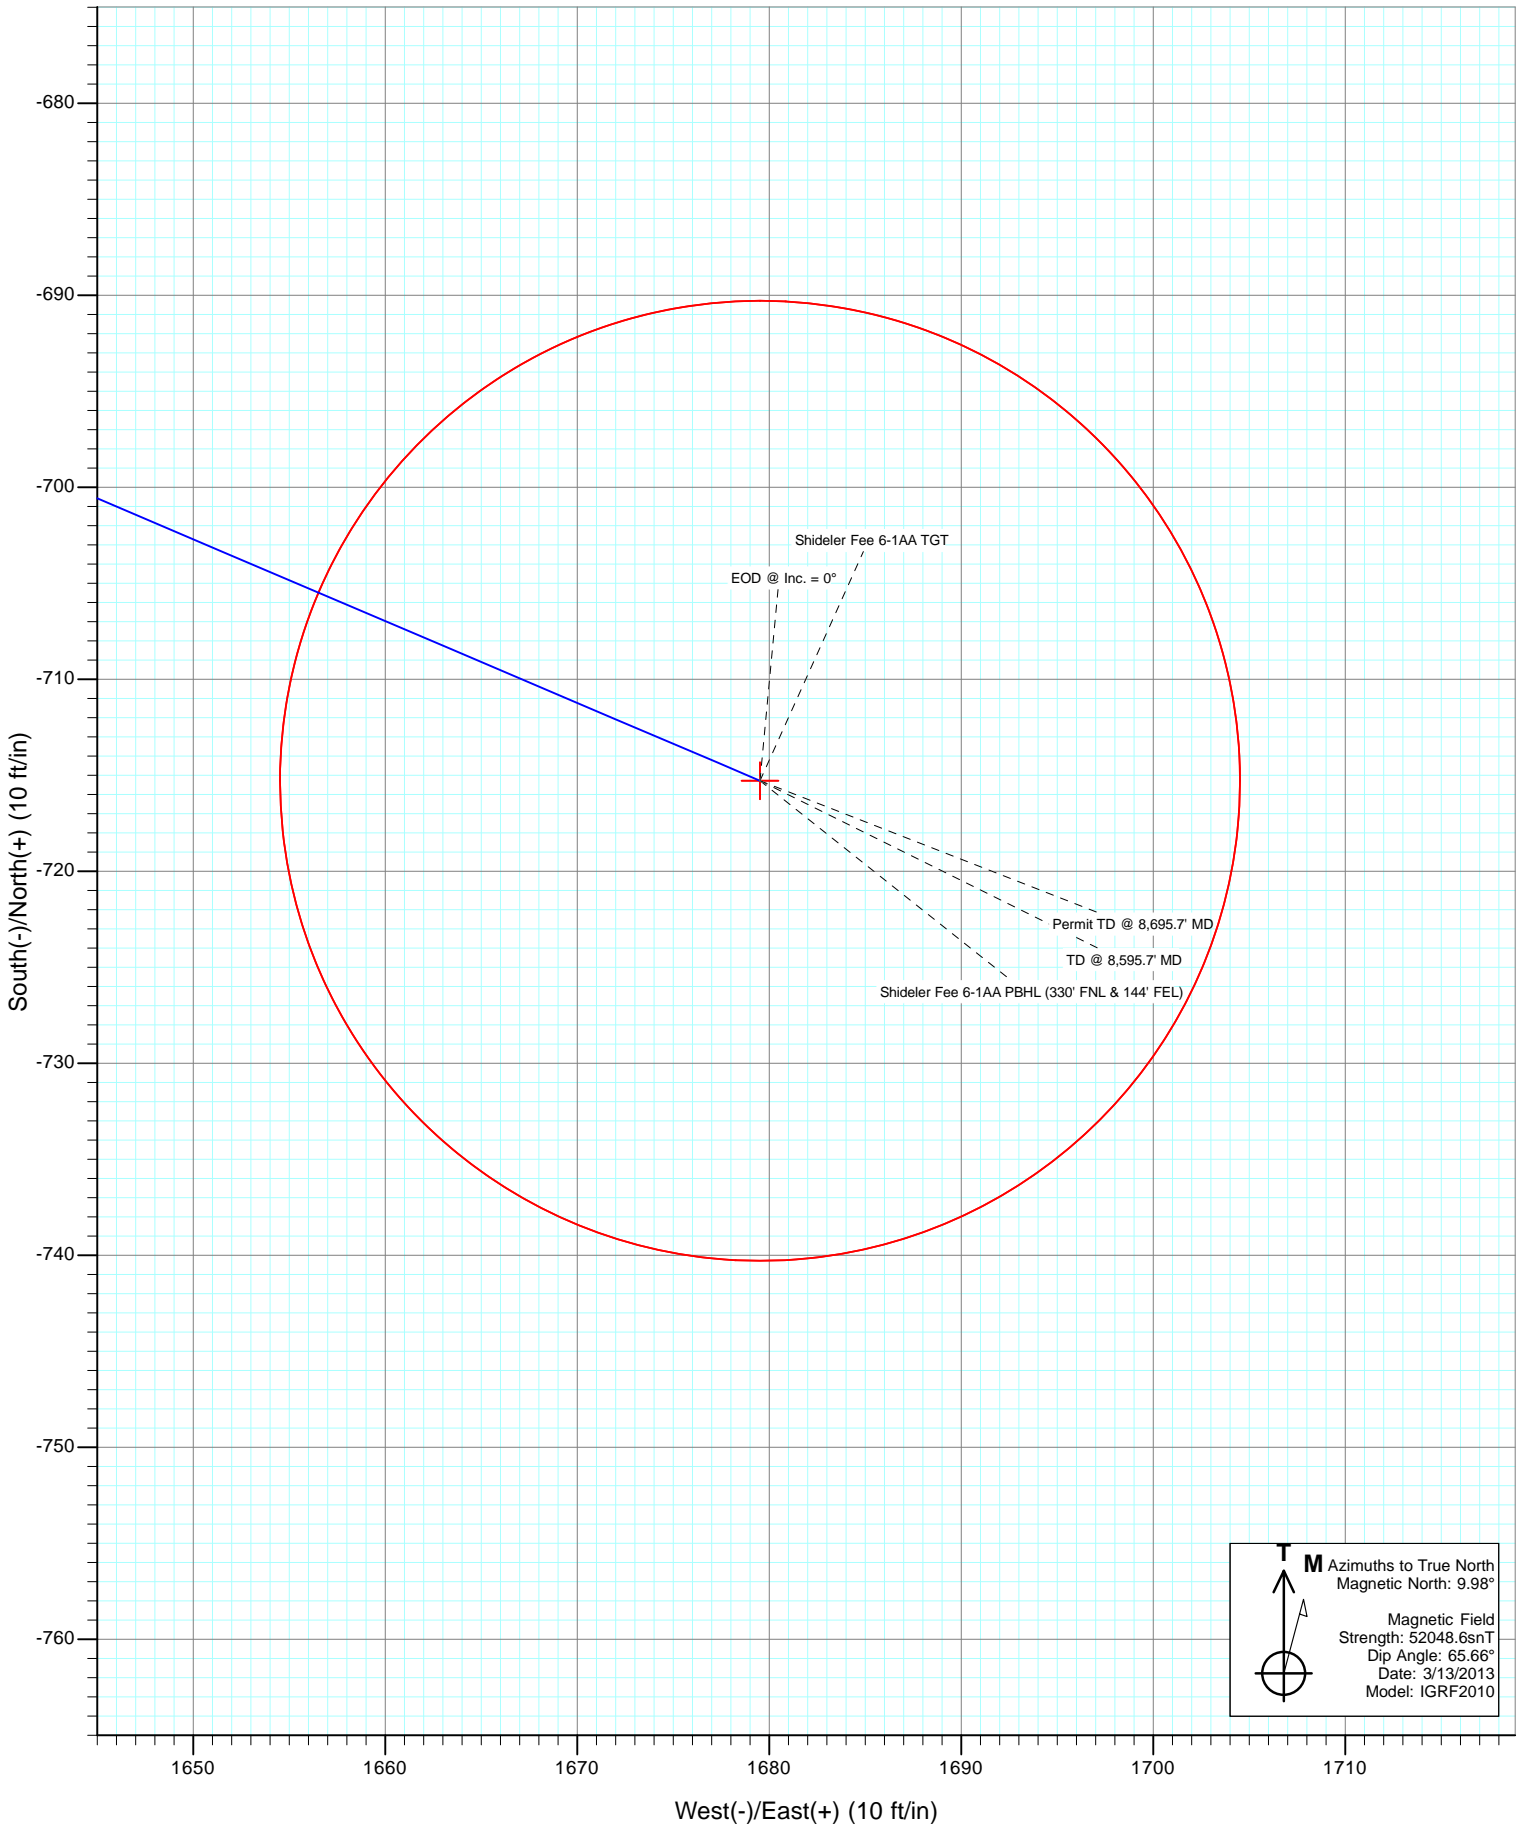 -680
-690
-700
-710
-720
-730
-740
-750
-760
South(-)/North(+) (10 ft/in)
Shideler Fee 6-1AA TGT
EOD @ Inc. = 0°
Permit TD @ 8,695.7' MD
TD @ 8,595.7' MD
Shideler Fee 6-1AA PBHL (330' FNL & 144' FEL)
T
M
Azimuths to True North
Magnetic North: 9.98°
Magnetic Field
Strength: 52048.6snT
Dip Angle: 65.66°
Date: 3/13/2013
Model: IGRF2010
1650
1660
1670
1680
1690
1700
1710
West(-)/East(+) (10 ft/in)